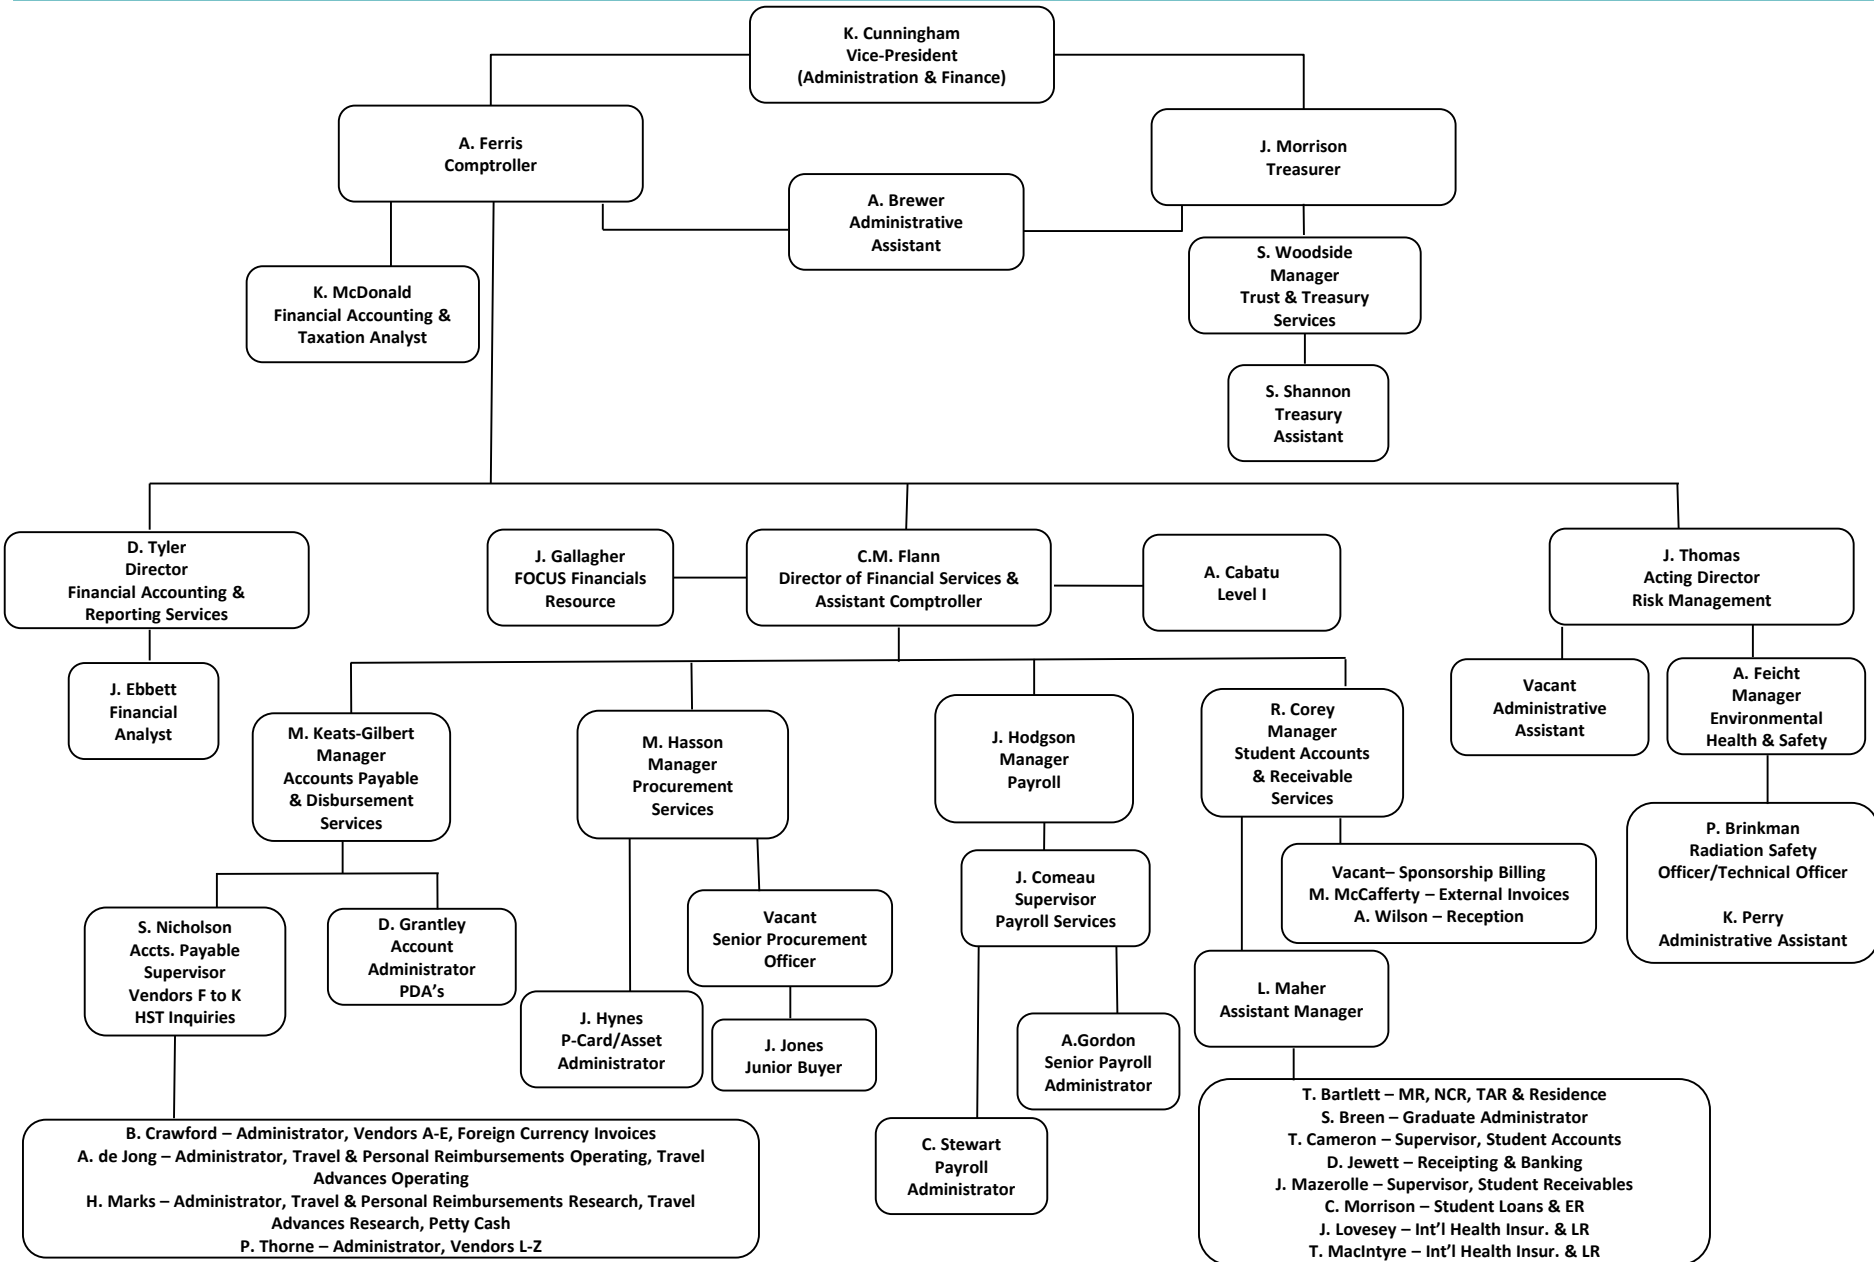 K. Cunningham
Vice-President
(Administration & Finance)
A. Ferris
Comptroller
J. Morrison
Treasurer
A. Brewer
Administrative
Assistant
K. McDonald
Financial Accounting &
Taxation Analyst
S. Woodside
Manager
Trust & Treasury
Services
S. Shannon
Treasury
Assistant
D. Tyler
Director
Financial Accounting &
Reporting Services
J. Gallagher
FOCUS Financials
Resource
C.M. Flann
Director of Financial Services &
Assistant Comptroller
A. Cabatu
Level I
J. Thomas
Acting Director
Risk Management
J. Ebbett
Financial
Analyst
M. Keats-Gilbert
Manager
Accounts Payable
& Disbursement
Services
M. Hasson
Manager
Procurement
Services
J. Hodgson
Manager
Payroll
R. Corey
Manager
Student Accounts
& Receivable
Services
Vacant
Administrative
Assistant
A. Feicht
Manager
Environmental
Health & Safety
S. Nicholson
Accts. Payable
Supervisor
Vendors F to K
HST Inquiries
D. Grantley
Account
Administrator
PDA’s
Vacant
Senior Procurement
Officer
J. Hynes
P-Card/Asset
Administrator
J. Jones
Junior Buyer
J. Comeau
Supervisor
Payroll Services
A.Gordon
Senior Payroll
Administrator
C. Stewart
Payroll
Administrator
Vacant– Sponsorship Billing
M. McCafferty – External Invoices
A. Wilson – Reception
L. Maher
Assistant Manager
P. Brinkman
Radiation Safety
Officer/Technical Officer
K. Perry
Administrative Assistant
B. Crawford – Administrator, Vendors A-E, Foreign Currency Invoices
A. de Jong – Administrator, Travel & Personal Reimbursements Operating, Travel
Advances Operating
H. Marks – Administrator, Travel & Personal Reimbursements Research, Travel
Advances Research, Petty Cash
P. Thorne – Administrator, Vendors L-Z
T. Bartlett – MR, NCR, TAR & Residence
S. Breen – Graduate Administrator
T. Cameron – Supervisor, Student Accounts
D. Jewett – Receipting & Banking
J. Mazerolle – Supervisor, Student Receivables
C. Morrison – Student Loans & ER
J. Lovesey – Int’l Health Insur. & LR
T. MacIntyre – Int’l Health Insur. & LR